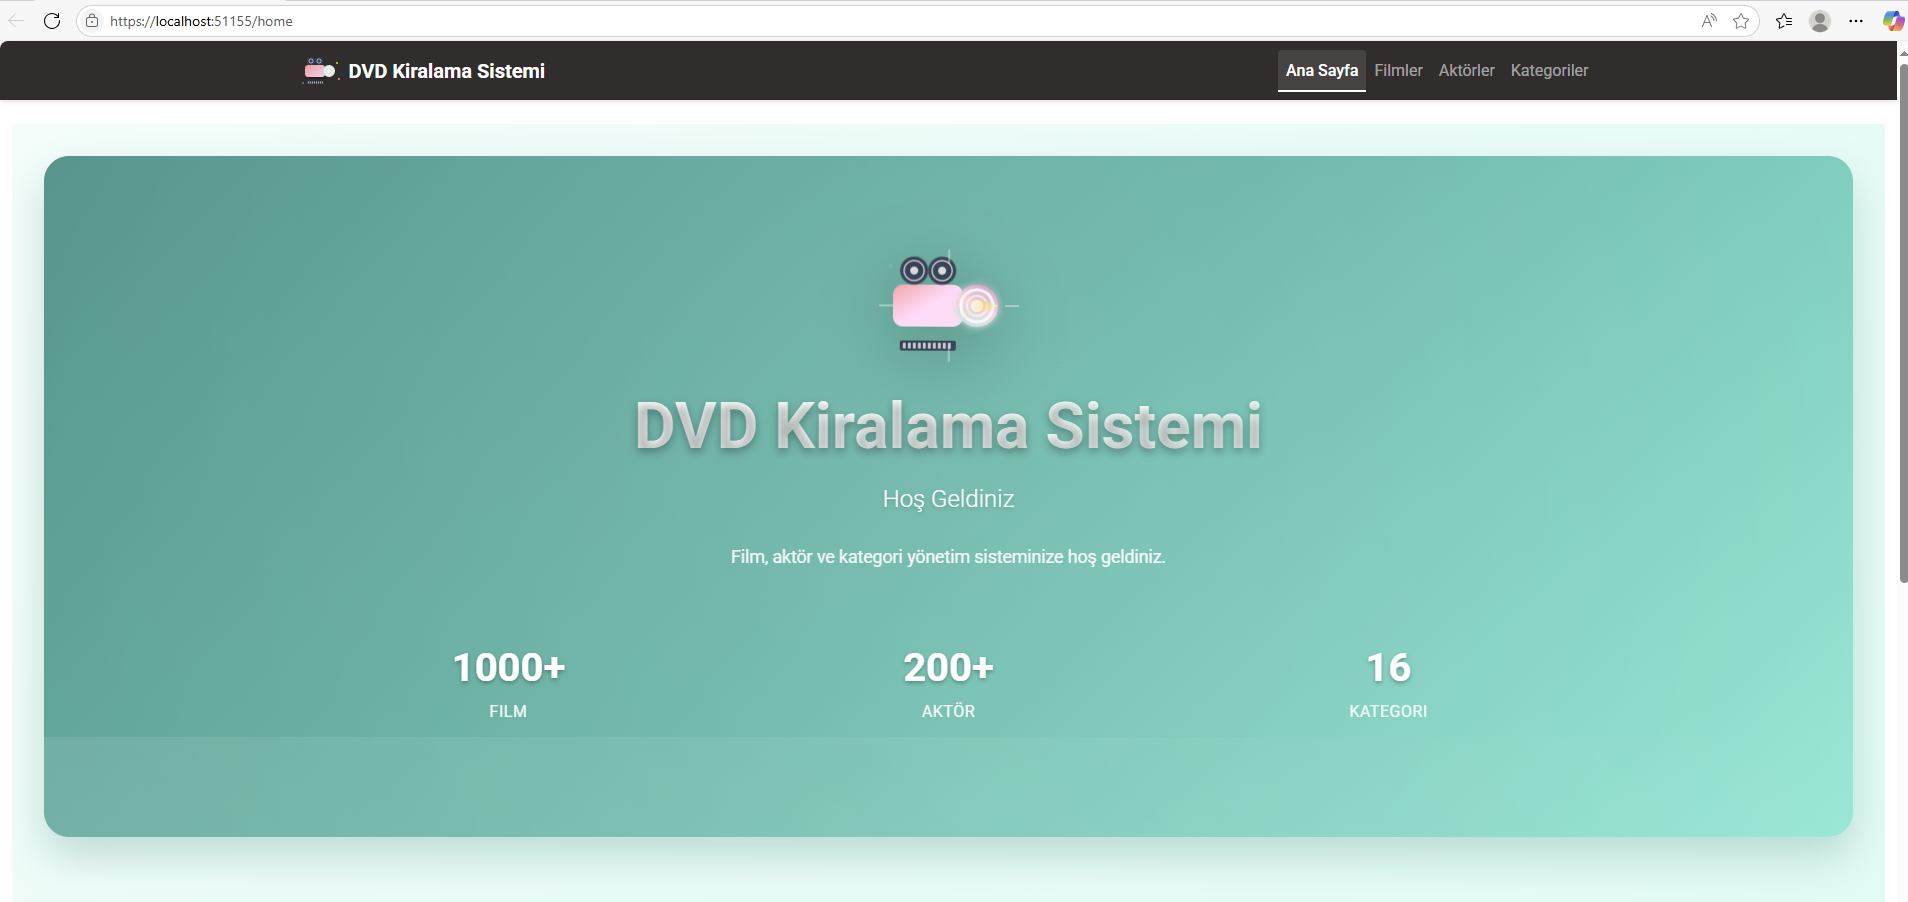 https://localhost:51155/home
DVD Kiralama Sistemi
Ana Sayfa Filmler Aktörler Kategoriler
DVD Kiralama Sistemi
Hoş Geldiniz
Film, aktör ve kategori yönetim sisteminize hoş geldiniz.
1000+ 200+ 16
FILM AKTÖR KATEGORI